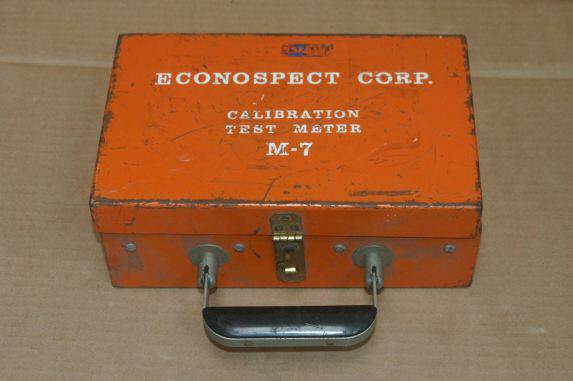 ECONOSPECT CORP.
CALIBRATION
TEST METER
M-7